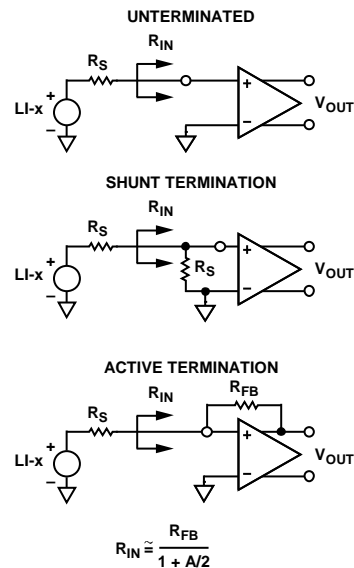 UNTERMINATED
RIN
RS
LI-x
+
–
+
–
VOUT
SHUNT TERMINATION
RIN
RS
RS
LI-x
+
–
+
–
VOUT
ACTIVE TERMINATION
RIN
RFB
RS
LI-x
+
–
+
–
VOUT
RIN ≅ RFB
1 + A/2